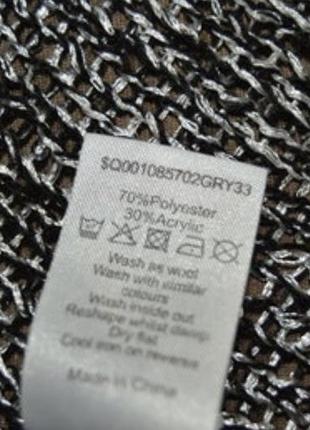 $Q001085702GRY33
70%Polyester
30%Acrylic
Wash as wool
Wash with similar
colours
Wash inside out
Reshape whilst damp
Dry flat
Cool iron on reverse
Made in China